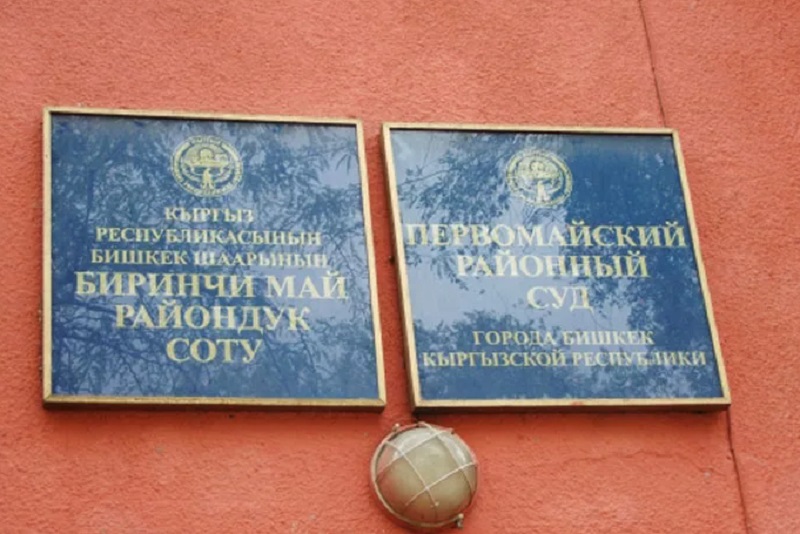 КЫРГЫЗ
РЕСПУБЛИКАСЫНЫН
БИШКЕК ШААРЫНЫН
БИРИНЧИ МАЙ
РАЙОНДУК
СОТУ
ПЕРВОМАЙСКИЙ
РАЙОННЫЙ
СУД
ГОРОДА БИШКЕК
КЫРГЫЗСКОЙ РЕСПУБЛИКИ